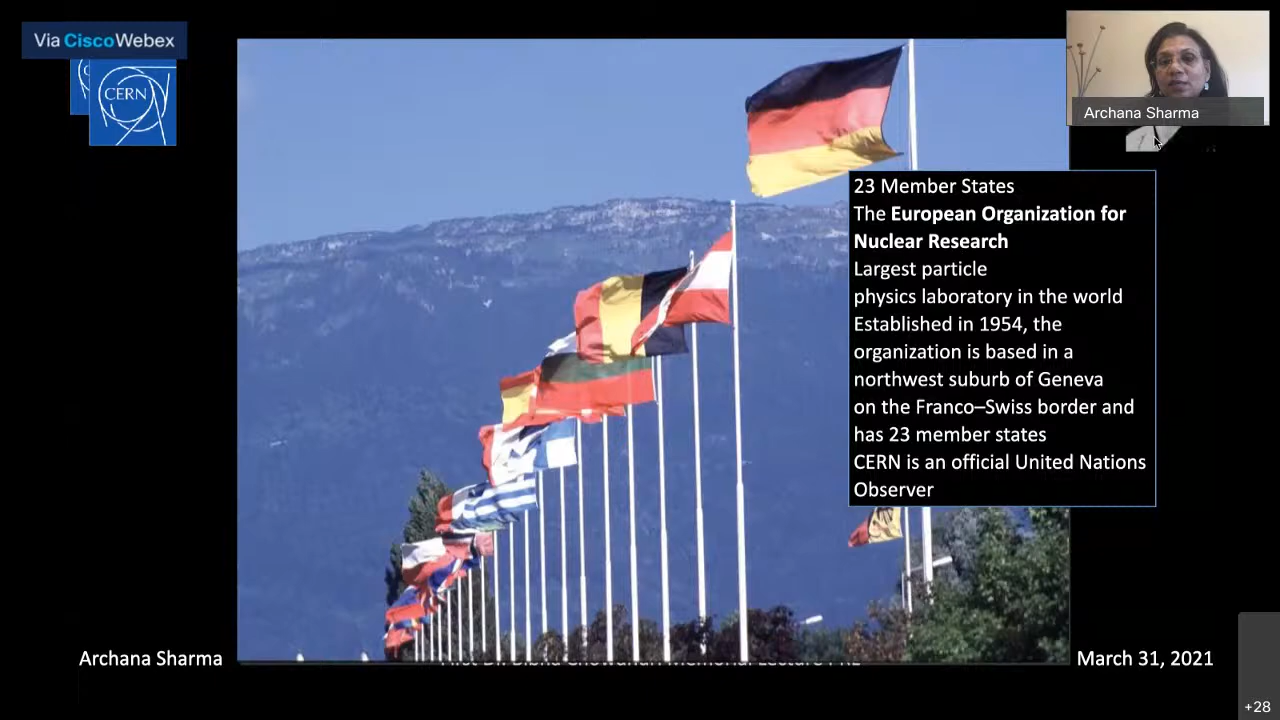 Via Cisco Webex
CERN
Archana Sharma
23 Member States
The European Organization for
Nuclear Research
Largest particle
physics laboratory in the world
Established in 1954, the
organization is based in a
northwest suburb of Geneva
on the Franco–Swiss border and
has 23 member states
CERN is an official United Nations
Observer
Archana Sharma
March 31, 2021
+28